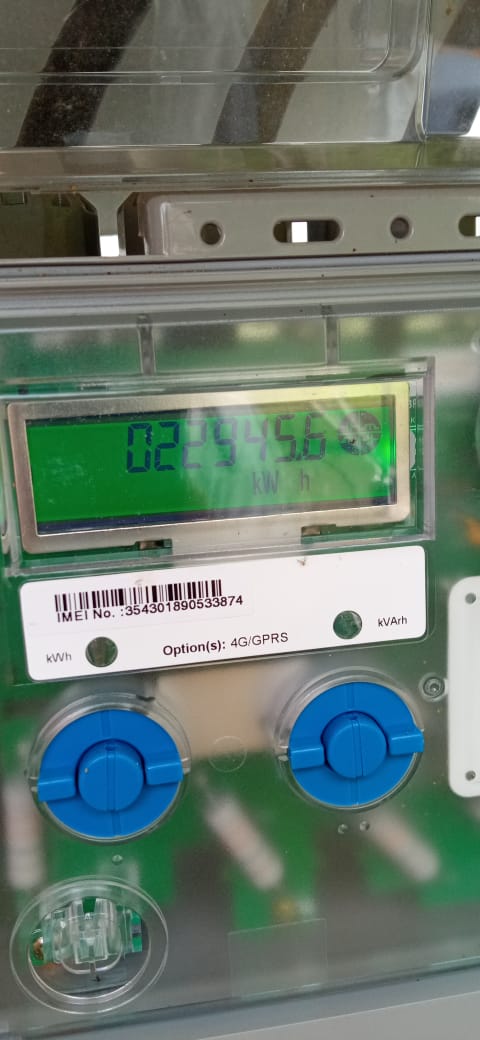 022945.6
kW h
IMEI No. :354301890533874
kWh
Option(s): 4G/GPRS
kVArh